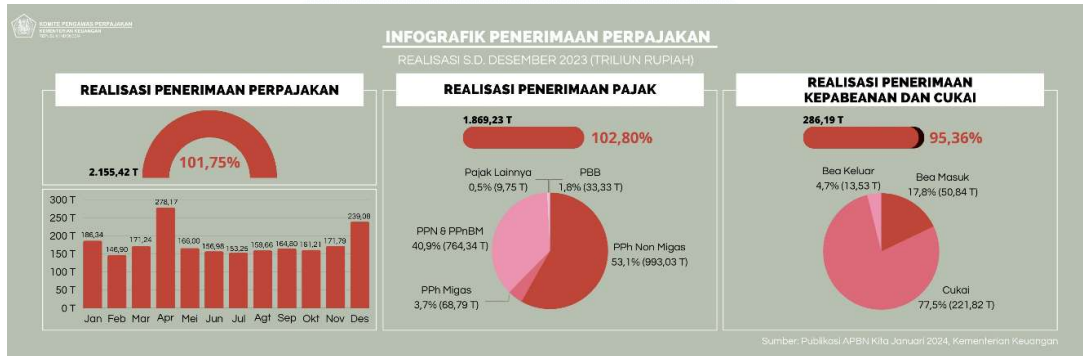 KOMITE PENGAWAS PERPAJAKAN
KEMENTERIAN KEUANGAN
REPUBLIK INDONESIA
INFOGRAFIK PENERIMAAN PERPAJAKAN
REALISASI S.D. DESEMBER 2023 (TRILIUN RUPIAH)
REALISASI PENERIMAAN PERPAJAKAN
2.155,42 T
101,75%
300 T
250 T
200 T
150 T
100 T
50 T
0 T
186,34
146,90
171,24
278,17
166,00
156,98
153,25
159,66
164,80
161,21
171,79
239,08
Jan Feb Mar Apr Mei Jun Jul Agt Sep Okt Nov Des
REALISASI PENERIMAAN PAJAK
1.869,23 T
102,80%
Pajak Lainnya
0,5% (9,75 T)
PBB
1,8% (33,33 T)
PPN & PPnBM
40,9% (764,34 T)
PPh Non Migas
53,1% (993,03 T)
PPh Migas
3,7% (68,79 T)
REALISASI PENERIMAAN
KEPABEANAN DAN CUKAI
286,19 T
95,36%
Bea Keluar
4,7% (13,53 T)
Bea Masuk
17,8% (50,84 T)
Cukai
77,5% (221,82 T)
Sumber: Publikasi APBN Kita Januari 2024, Kementerian Keuangan